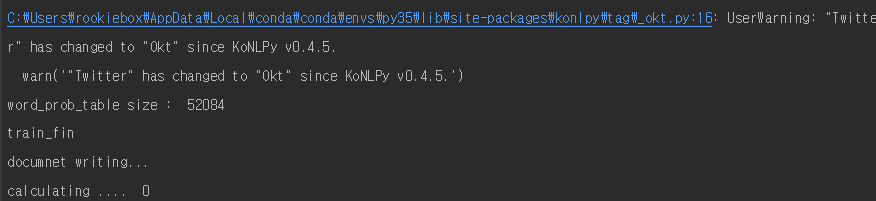 C:₩Users₩rookiebox₩AppData₩Local₩conda₩conda₩envs₩py35₩lib₩site-packages₩konlpy₩tag₩_okt.py:16: UserWarning: "Twitte
r" has changed to "Okt" since KoNLPy v0.4.5.
  warn('"Twitter" has changed to "Okt" since KoNLPy v0.4.5.')
word_prob_table size :  52084
train_fin
documnet writing...
calculating ....  0